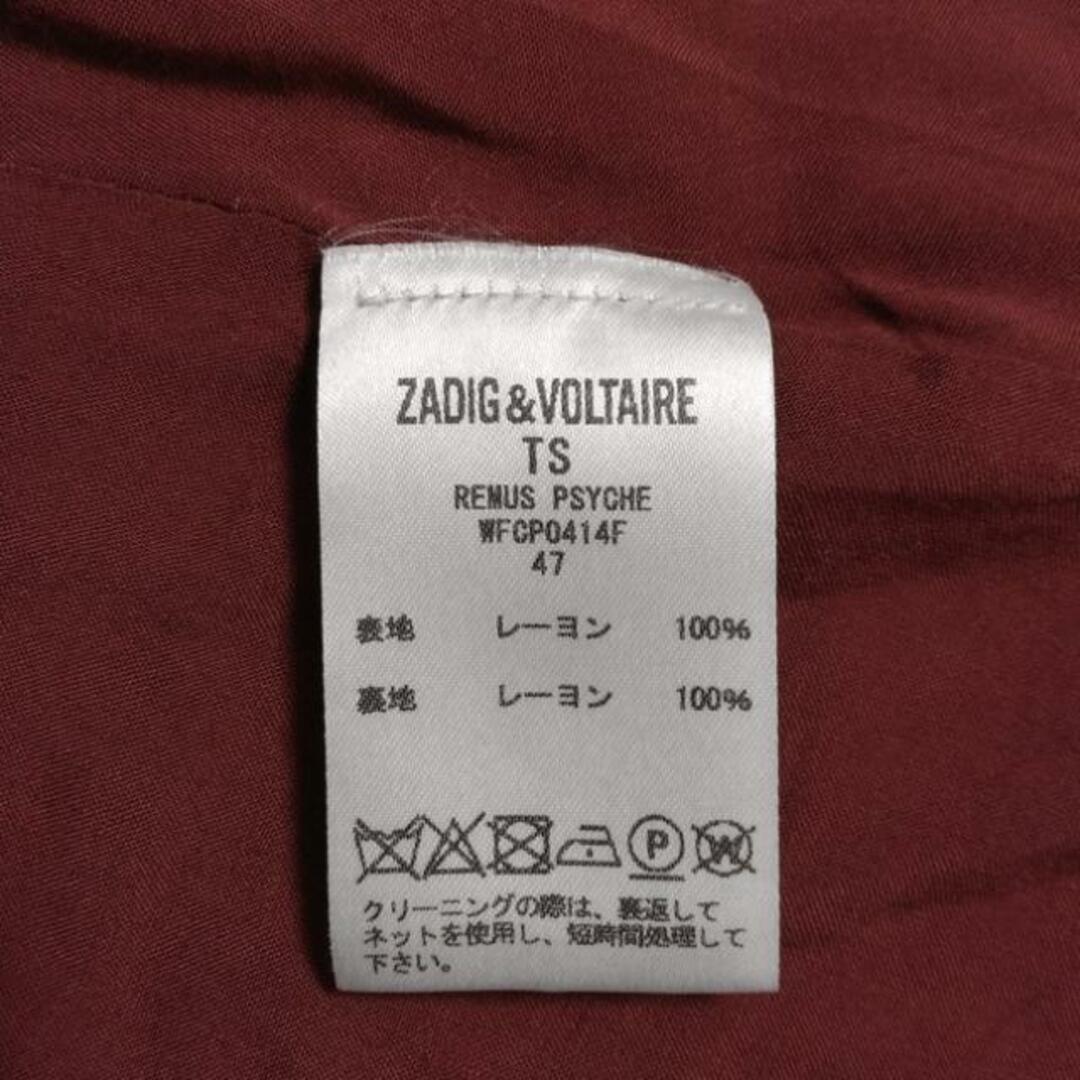 ZADIG&VOLTAIRE
TS
REMUS PSYCHE
WFCP0414F
47
表地 レーヨン 100%
裏地 レーヨン 100%
P W
クリーニングの際は、裏返して
ネットを使用し、短時間処理して
下さい。